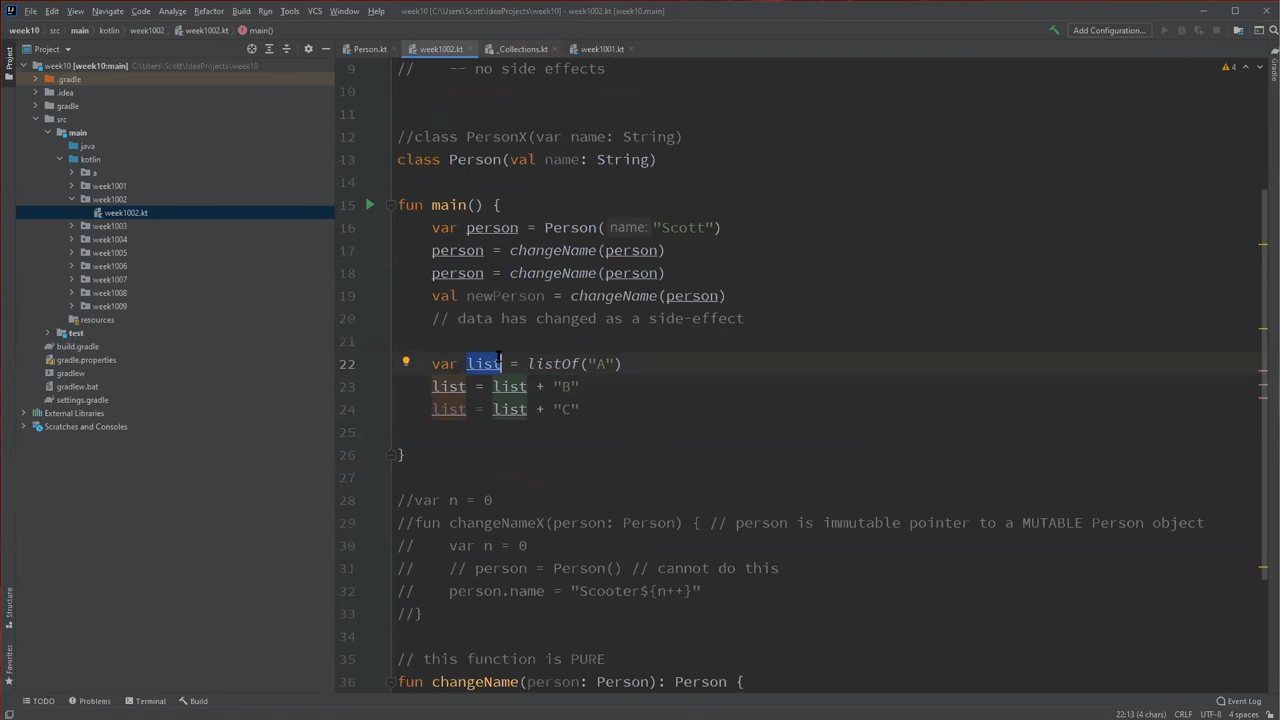 File Edit View Navigate Code Analyze Refactor Build Run Tools VCS Window Help week10 [C:\Users\Scott\IdeaProjects\week10] - ...\week1002.kt [week10.main]
week10 src main kotlin week1002 week1002.kt main() Add Configuration...
Project Person.kt week1002.kt _Collections.kt week1001.kt
week10 [week10:main] C:\Users\Scott\IdeaProjects\week10
.gradle
.idea
gradle
src
main
java
kotlin
a
week1001
week1002
week1002.kt
week1003
week1004
week1005
week1006
week1007
week1008
week1009
resources
test
build.gradle
gradle.properties
gradlew
gradlew.bat
settings.gradle
External Libraries
Scratches and Consoles
Project
Structure
Favorites
Gradle
4
9 //    -- no side effects
10
11
12 //class PersonX(var name: String)
13 class Person(val name: String)
14
15 fun main() {
16 var person = Person( name: "Scott")
17 person = changeName(person)
18 person = changeName(person)
19 val newPerson = changeName(person)
20 // data has changed as a side-effect
21
22 var list = listOf("A")
23 list = list + "B"
24 list = list + "C"
25
26 }
27
28 //var n = 0
29 //fun changeNameX(person: Person) { // person is immutable pointer to a MUTABLE Person object
30 //    var n = 0
31 //    // person = Person() // cannot do this
32 //    person.name = "Scooter${n++}"
33 //}
34
35 // this function is PURE
36 fun changeName(person: Person): Person {
TODO Problems Terminal Build Event Log
22:13 (4 chars) CRLF UTF-8 4 spaces